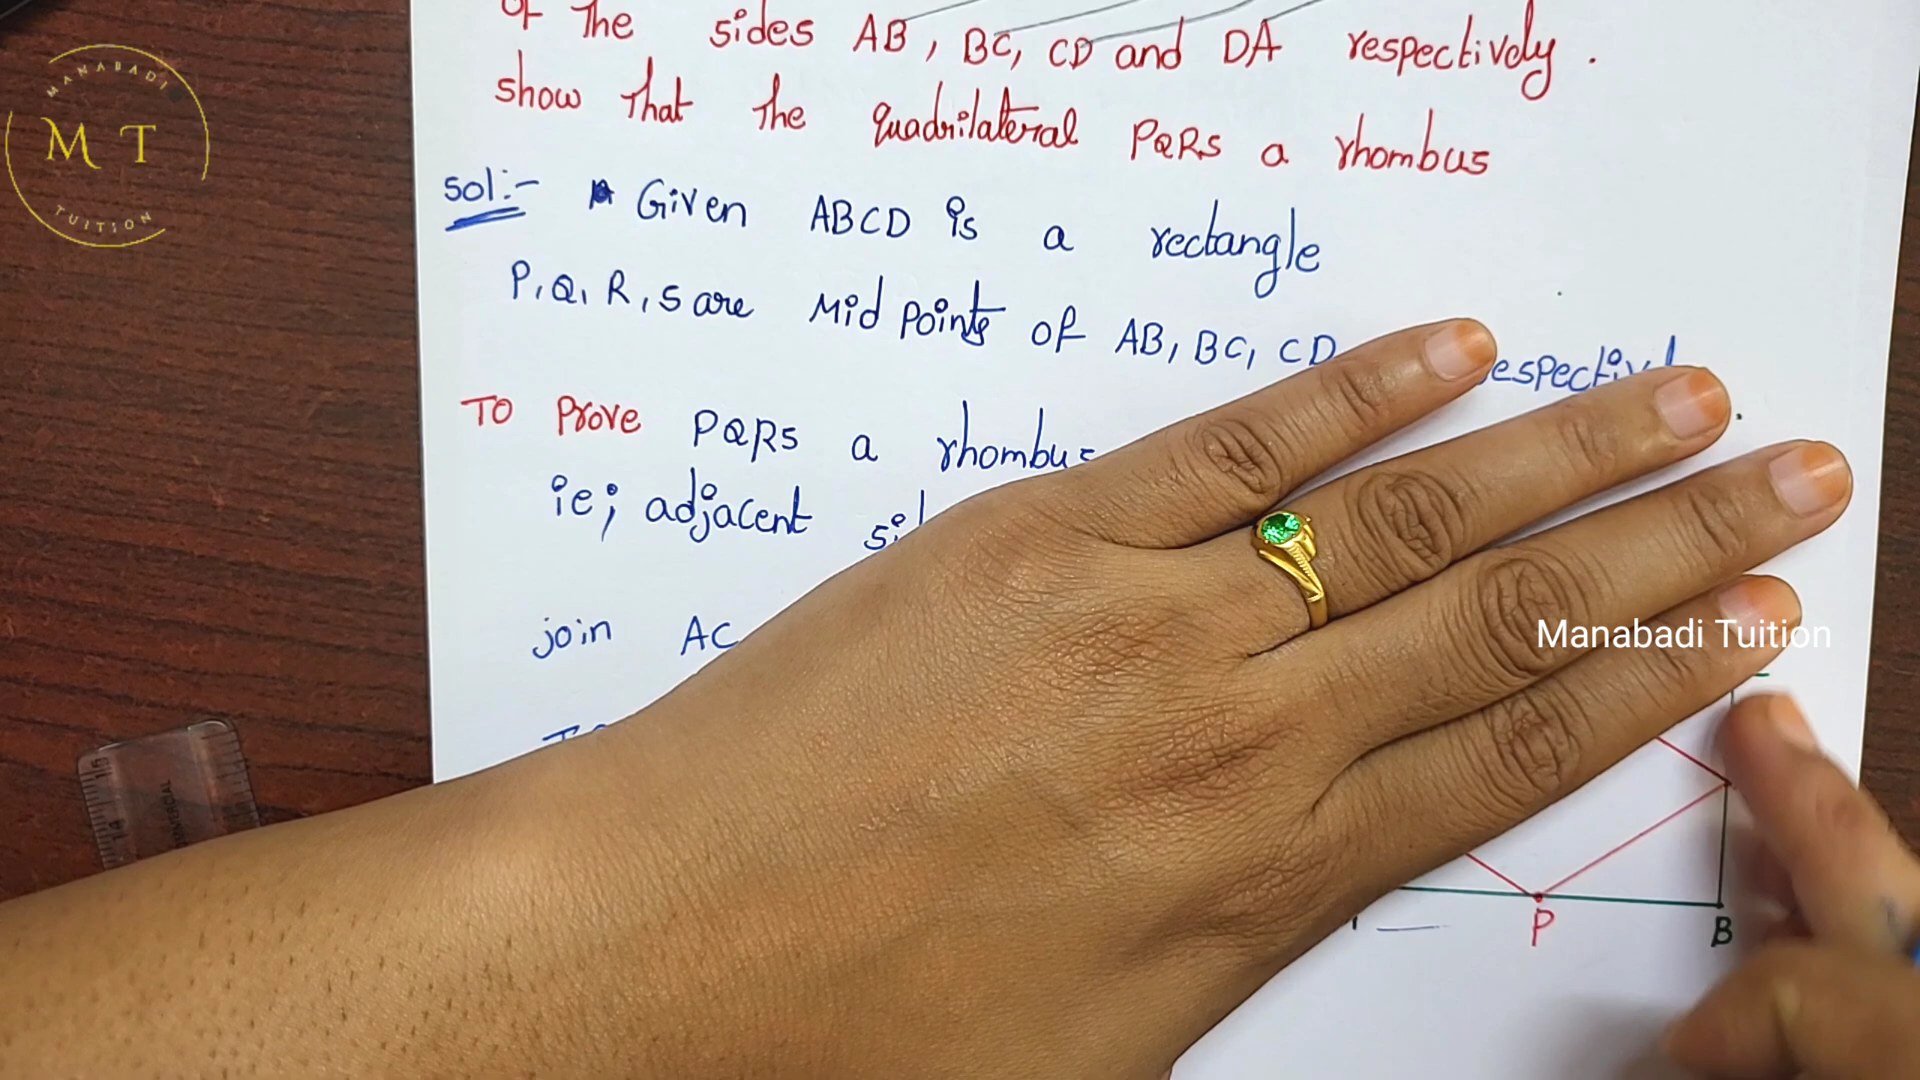 of the sides AB, BC, CD and DA respectively.
show that the quadrilateral PQRS a rhombus
sol:- Given ABCD is a rectangle
P, Q, R, S are Mid points of AB, BC, CD
To Prove PQRS a rhombus
ie; adjacent
join AC
P
B
MANABADI
M T
TUITION
Manabadi Tuition